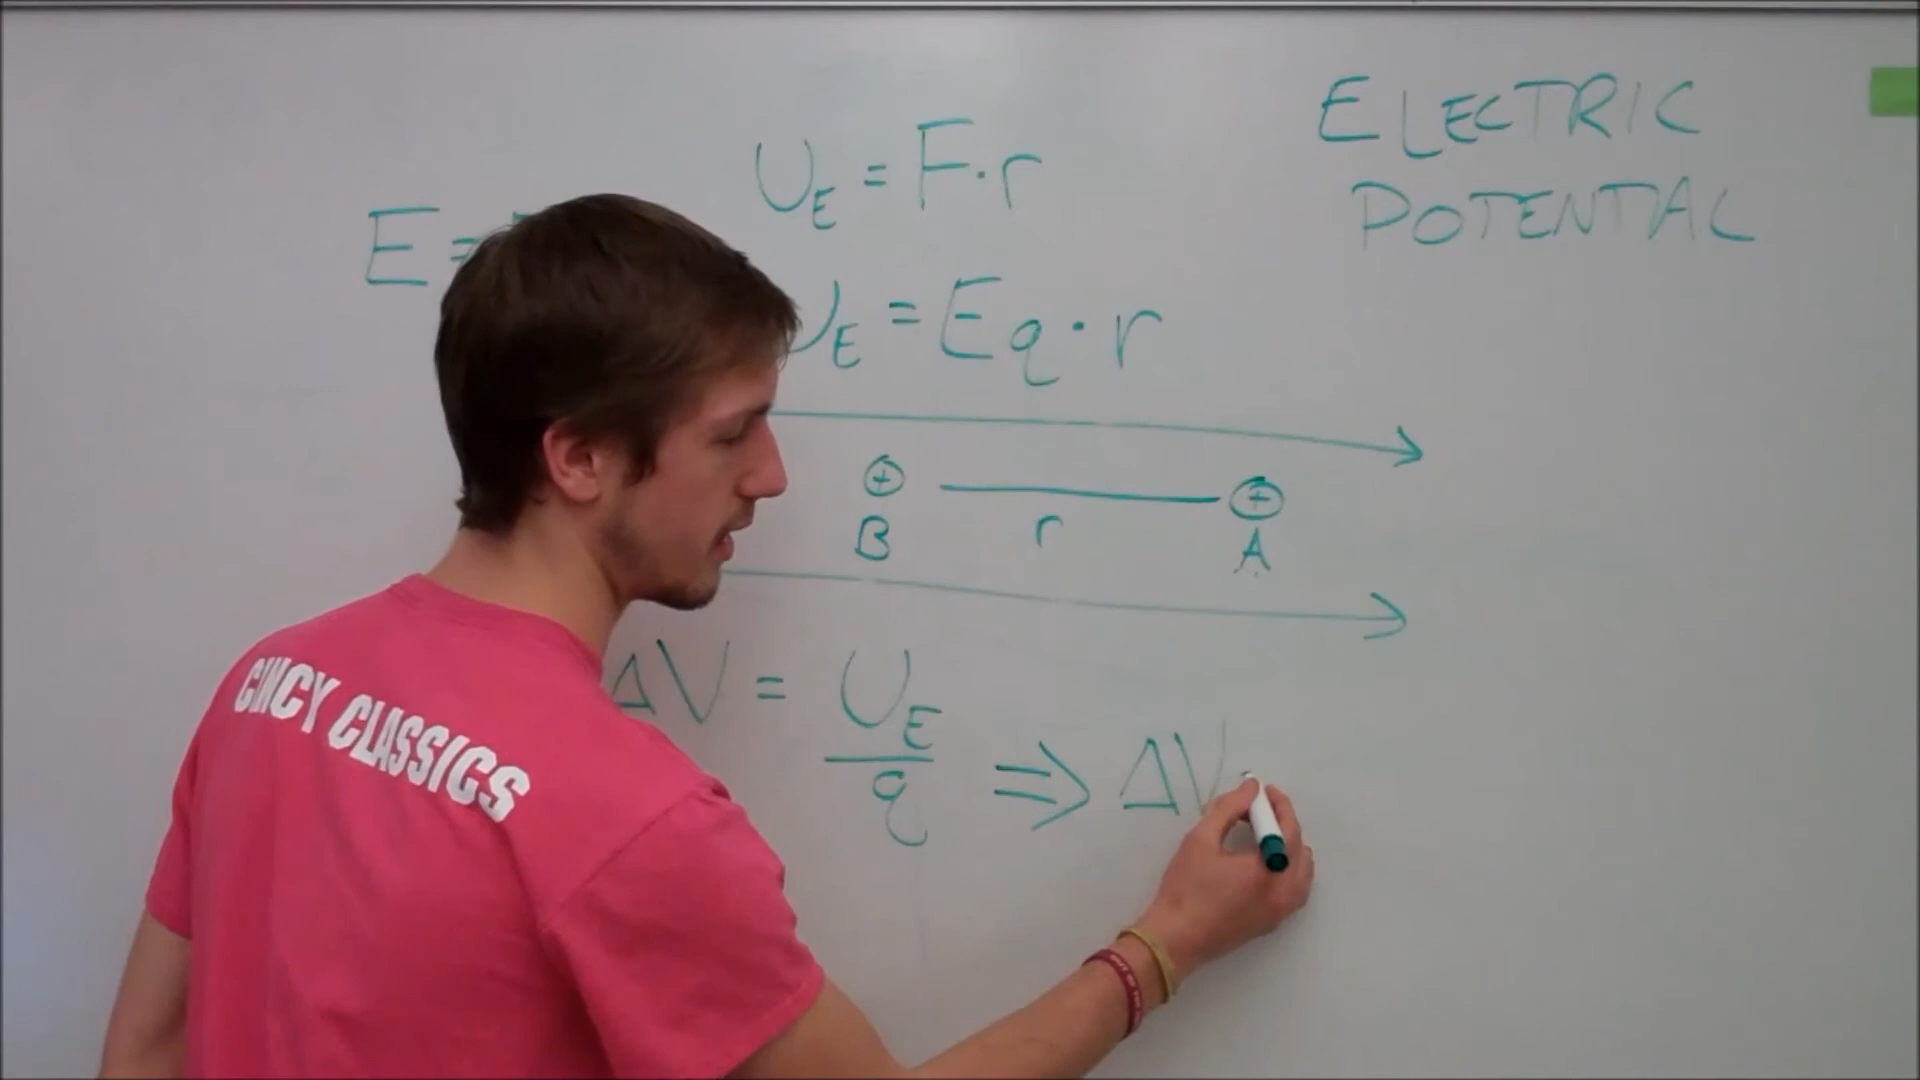 ELECTRIC
POTENTIAL
U_E = F·r
E =
U_E = Eq·r
+ +
B r A
ΔV = U_E / q ⇒ ΔV
CINCY CLASSICS